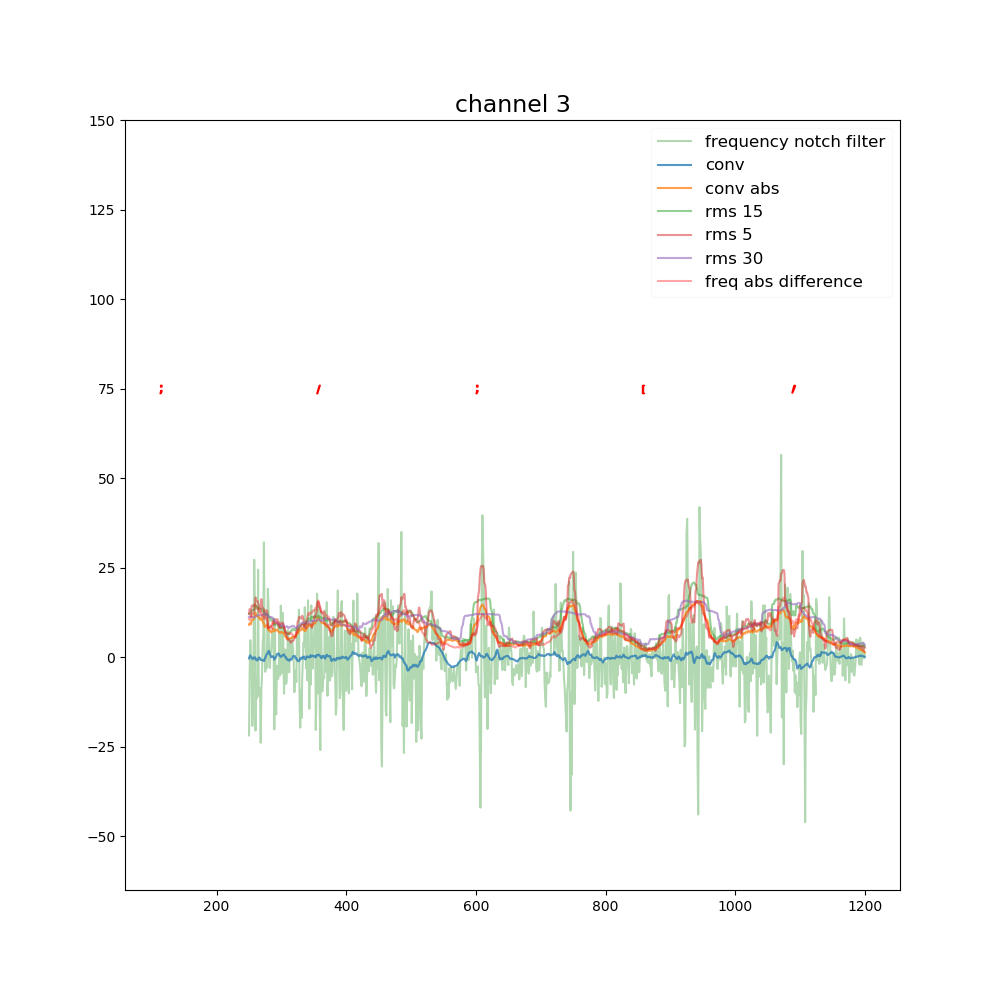 channel 3
150
125
100
75
50
25
0
−25
−50
frequency notch filter
conv
conv abs
rms 15
rms 5
rms 30
freq abs difference
; / ; [ /
200 400 600 800 1000 1200